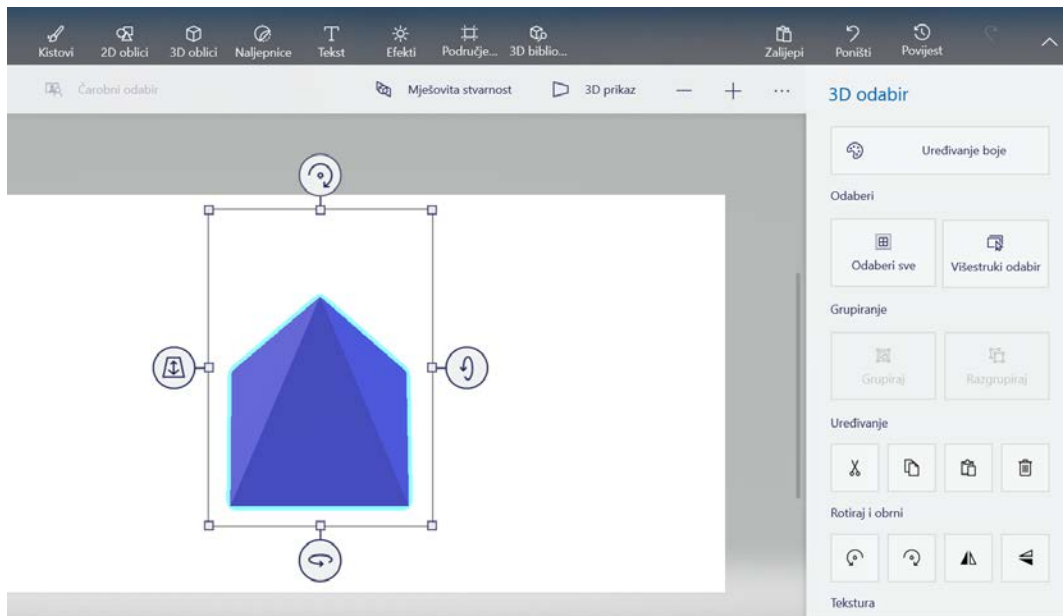 Kistovi 2D oblici 3D oblici Naljepnice Tekst Efekti Područje... 3D biblio... Zalijepi Poništi Povijest
Čarobni odabir Mješovita stvarnost 3D prikaz
3D odabir
Uređivanje boje
Odaberi
Odaberi sve Višestruki odabir
Grupiranje
Grupiraj Razgrupiraj
Uređivanje
Rotiraj i obrni
Tekstura